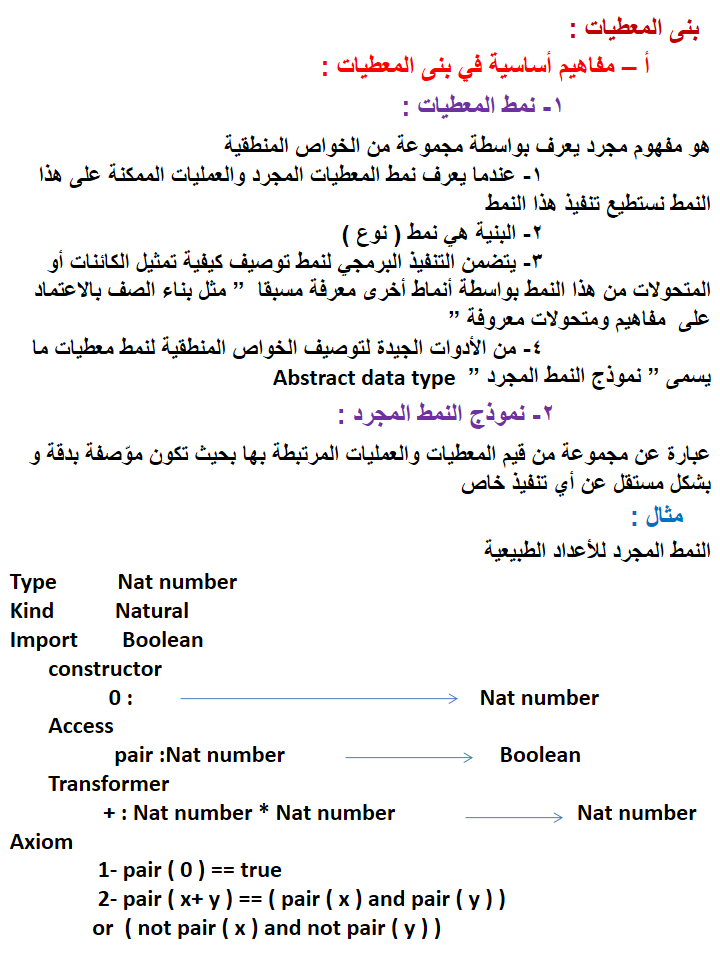 بنى المعطيات :
أ – مفاهيم أساسية في بنى المعطيات :
١- نمط المعطيات :
هو مفهوم مجرد يعرف بواسطة مجموعة من الخواص المنطقية
١- عندما يعرف نمط المعطيات المجرد والعمليات الممكنة على هذا
النمط نستطيع تنفيذ هذا النمط
٢- البنية هي نمط ( نوع )
٣- يتضمن التنفيذ البرمجي لنمط توصيف كيفية تمثيل الكائنات أو
المتحولات من هذا النمط بواسطة أنماط أخرى معرفة مسبقا ” مثل بناء الصف بالاعتماد
على مفاهيم ومتحولات معروفة ”
٤- من الأدوات الجيدة لتوصيف الخواص المنطقية لنمط معطيات ما
يسمى ” نموذج النمط المجرد ” Abstract data type
٢- نموذج النمط المجرد :
عبارة عن مجموعة من قيم المعطيات والعمليات المرتبطة بها بحيث تكون موّصفة بدقة و
بشكل مستقل عن أي تنفيذ خاص
مثال :
النمط المجرد للأعداد الطبيعية
Type Nat number
Kind Natural
Import Boolean
constructor
0 : → Nat number
Access
pair :Nat number → Boolean
Transformer
+ : Nat number * Nat number → Nat number
Axiom
1- pair ( 0 ) == true
2- pair ( x+ y ) == ( pair ( x ) and pair ( y ) )
or ( not pair ( x ) and not pair ( y ) )